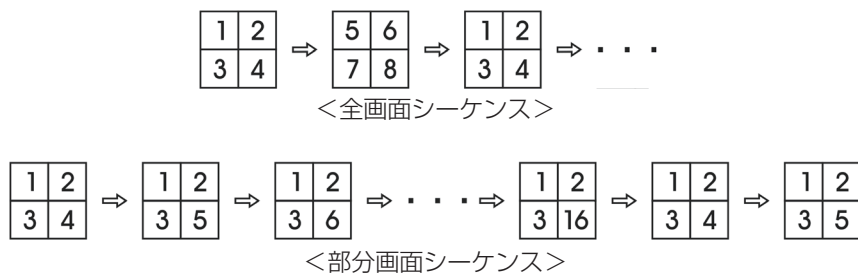 1 2 5 6 1 2
3 4 ⇨ 7 8 ⇨ 3 4 ⇨ ・・・
＜全画面シーケンス＞
1 2 1 2 1 2 1 2 1 2 1 2
3 4 ⇨ 3 5 ⇨ 3 6 ⇨ ・・・ ⇨ 3 16 ⇨ 3 4 ⇨ 3 5
＜部分画面シーケンス＞